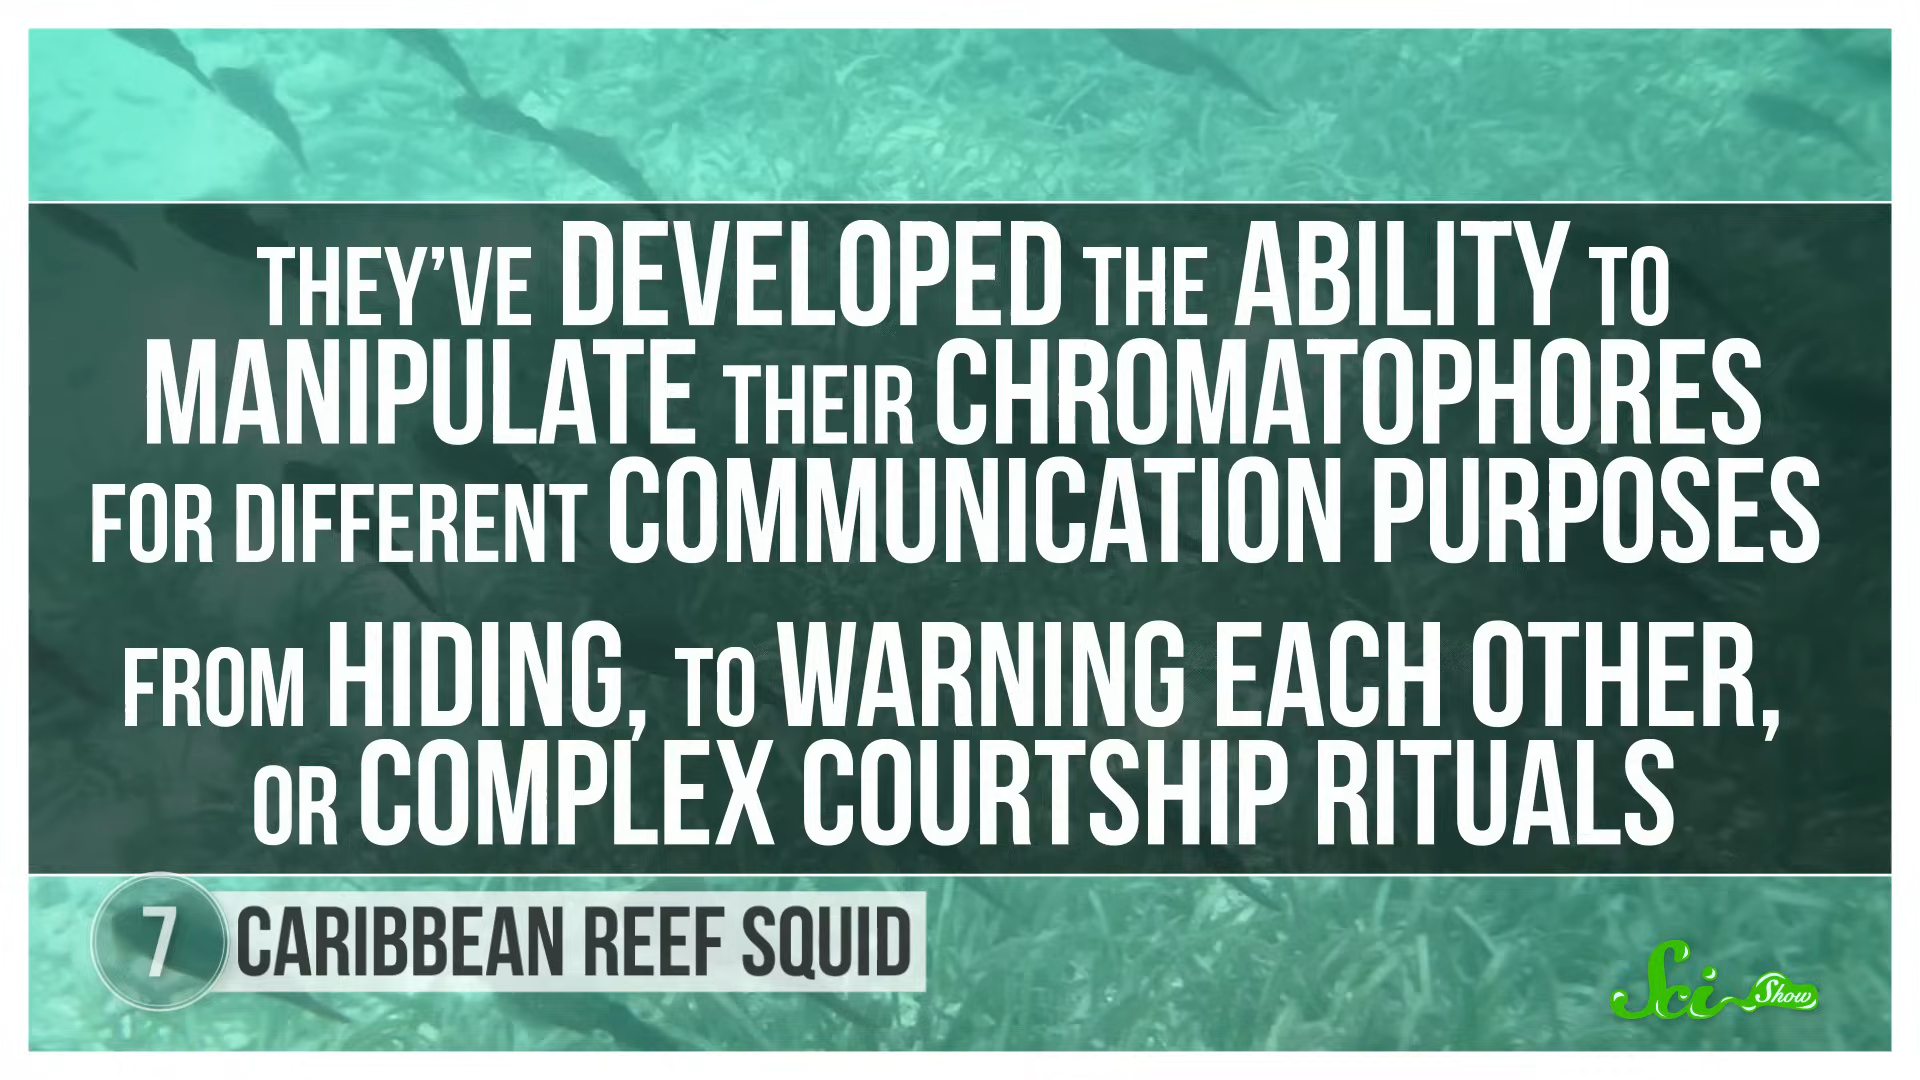 THEY'VE DEVELOPED THE ABILITY TO
MANIPULATE THEIR CHROMATOPHORES
FOR DIFFERENT COMMUNICATION PURPOSES
FROM HIDING, TO WARNING EACH OTHER,
OR COMPLEX COURTSHIP RITUALS
7 CARIBBEAN REEF SQUID
Sci Show